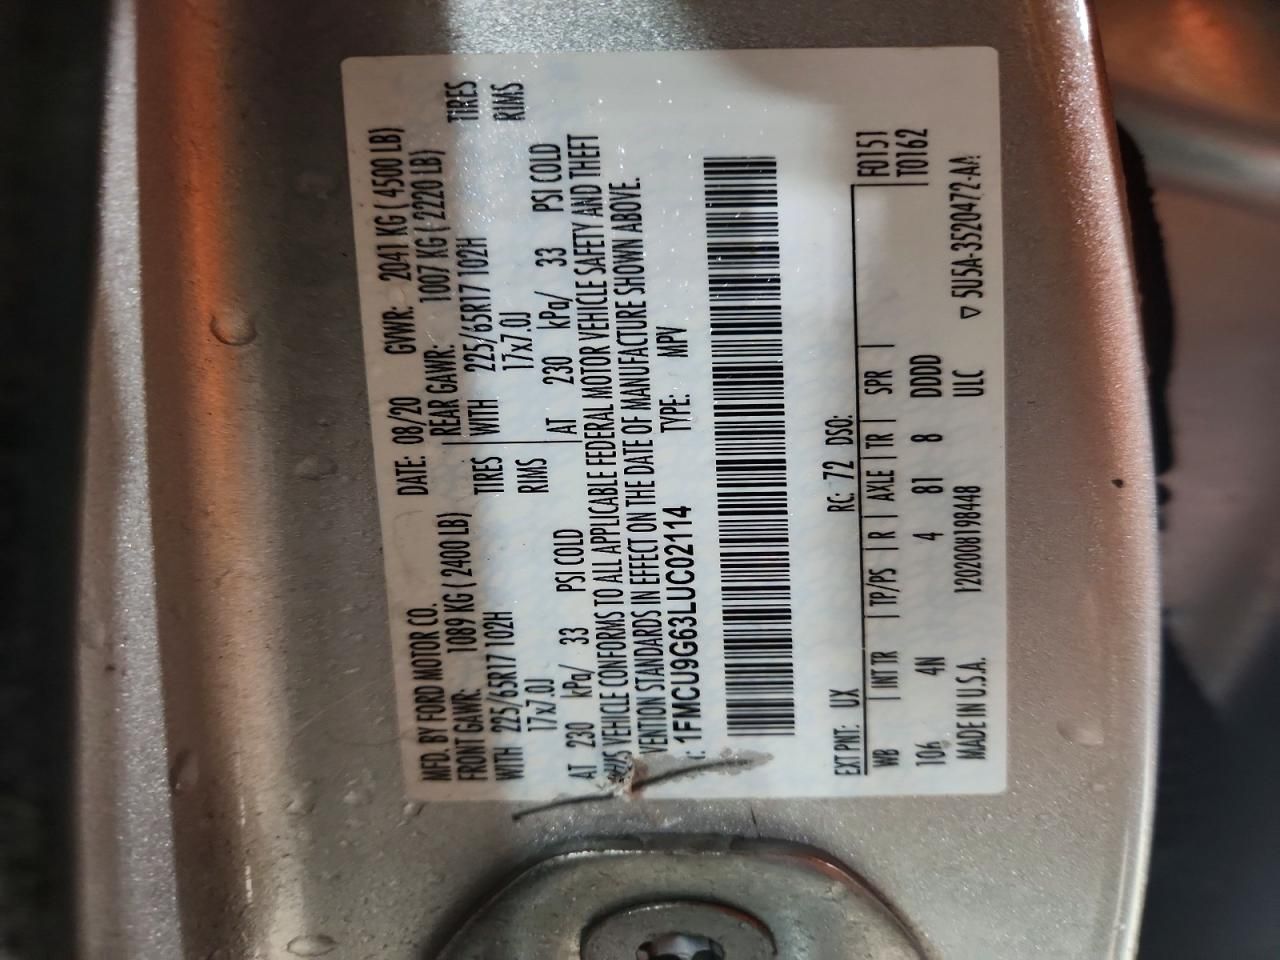 MFD. BY FORD MOTOR CO. DATE: 08/20 GVWR: 2041 KG ( 4500 LB)
FRONT GAWR: 1089 KG ( 2400 LB) REAR GAWR: 1007 KG ( 2220 LB)
WITH 225/65R17 102H TIRES WITH 225/65R17 102H TIRES
17x7.0J RIMS 17x7.0J RIMS
AT 230 kPa/ 33 PSI COLD AT 230 kPa/ 33 PSI COLD
VEHICLE CONFORMS TO ALL APPLICABLE FEDERAL MOTOR VEHICLE SAFETY AND THEFT
VENTION STANDARDS IN EFFECT ON THE DATE OF MANUFACTURE SHOWN ABOVE.
: 1FMCU9G63LUC02114 TYPE: MPV
EXT PNT: UX RC: 72 DSO: F0151
WB INT TR TP/PS R AXLE TR SPR T0162
106 4N 4 81 8 DDDD
MADE IN U.S.A. 120200819B448 ULC ▽ 5U5A-3520472-AA